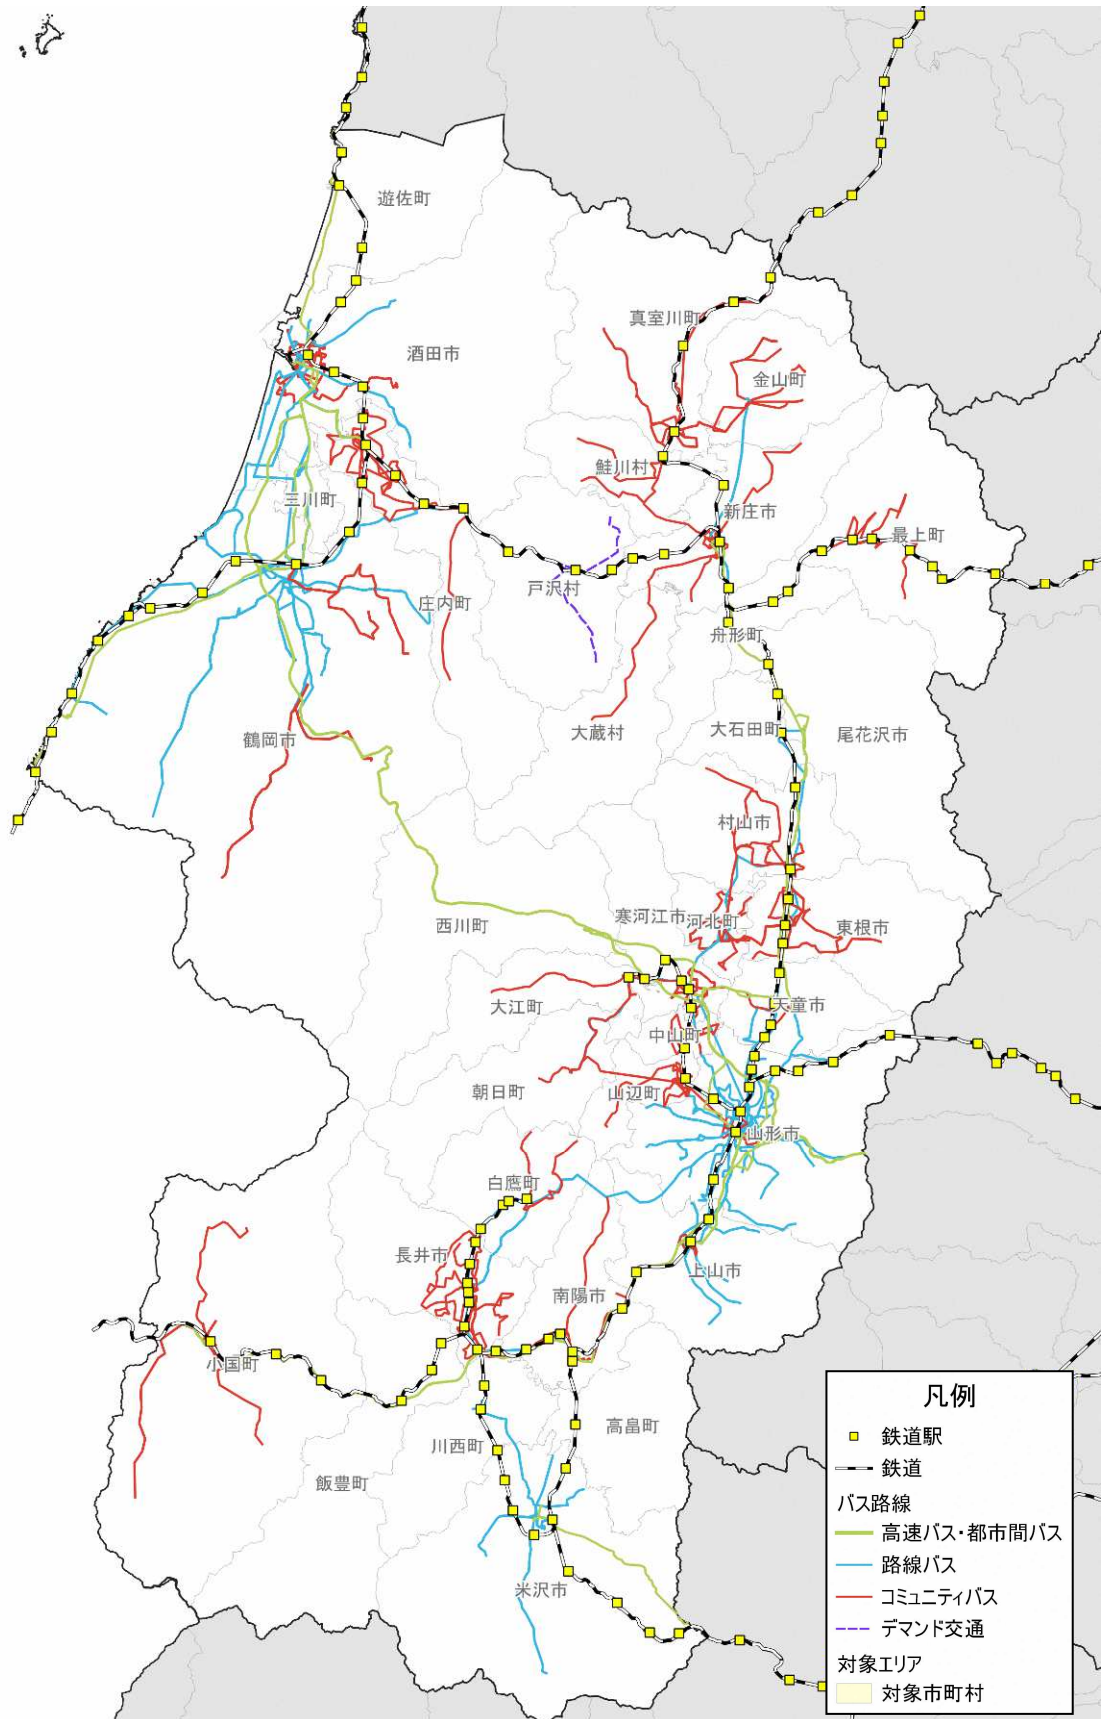 遊佐町
真室川町
酒田市
金山町
鮭川村
三川町
新庄市
最上町
戸沢村
庄内町
舟形町
大蔵村
大石田町
尾花沢市
鶴岡市
村山市
寒河江市
河北町
西川町
東根市
大江町
天童市
中山町
朝日町
山辺町
山形市
白鷹町
長井市
上山市
南陽市
小国町
高畠町
川西町
飯豊町
米沢市
凡例
鉄道駅
鉄道
バス路線
高速バス・都市間バス
路線バス
コミュニティバス
デマンド交通
対象エリア
対象市町村